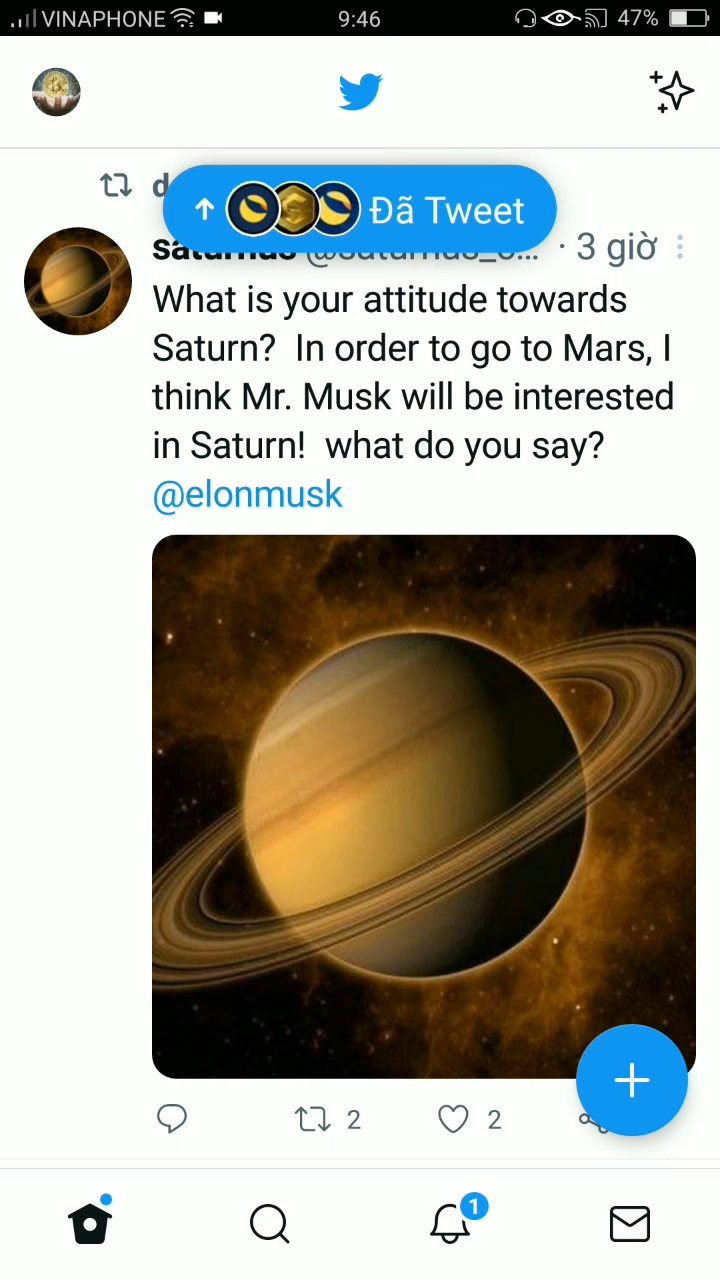 VINAPHONE 9:46 47%
Đã Tweet
saturnus · 3 giờ
What is your attitude towards
Saturn?  In order to go to Mars, I
think Mr. Musk will be interested
in Saturn!  what do you say?
@elonmusk
2 2
1